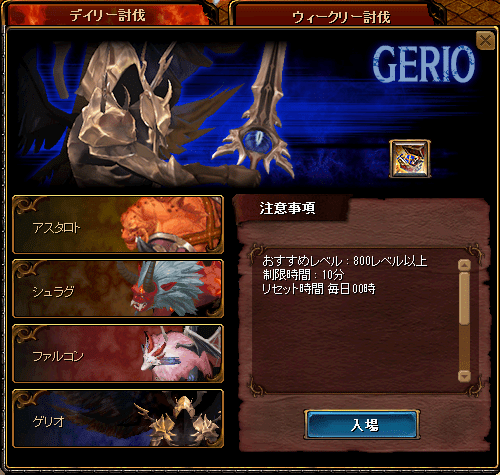 デイリー討伐
ウィークリー討伐
GERIO
アスタロト
シュラグ
ファルコン
ゲリオ
注意事項
おすすめレベル：800レベル以上
制限時間：10分
リセット時間 毎日00時
入場